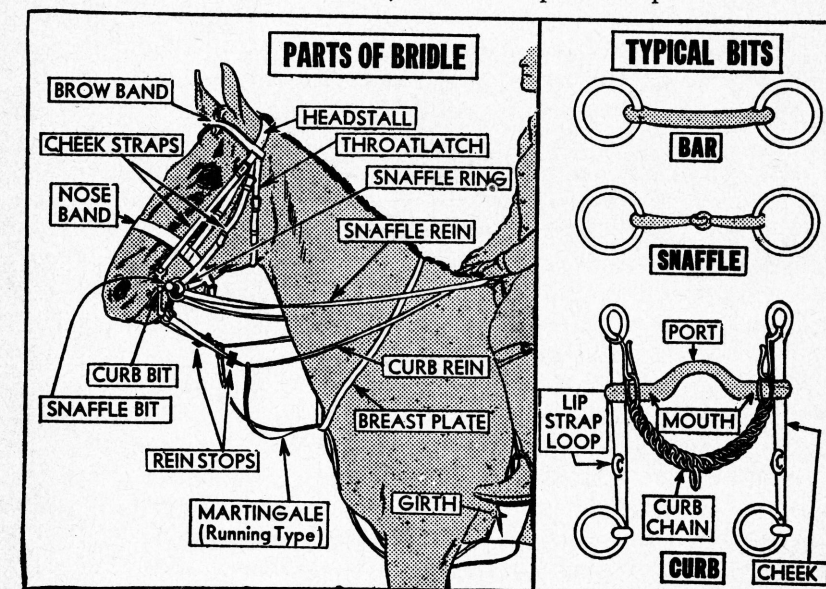 PARTS OF BRIDLE
BROW BAND
HEADSTALL
CHEEK STRAPS
THROATLATCH
SNAFFLE RING
NOSE
BAND
SNAFFLE REIN
CURB BIT
CURB REIN
SNAFFLE BIT
BREAST PLATE
REIN STOPS
MARTINGALE
(Running Type)
GIRTH
TYPICAL BITS
BAR
SNAFFLE
PORT
LIP
STRAP
LOOP
MOUTH
CURB
CHAIN
CURB
CHEEK